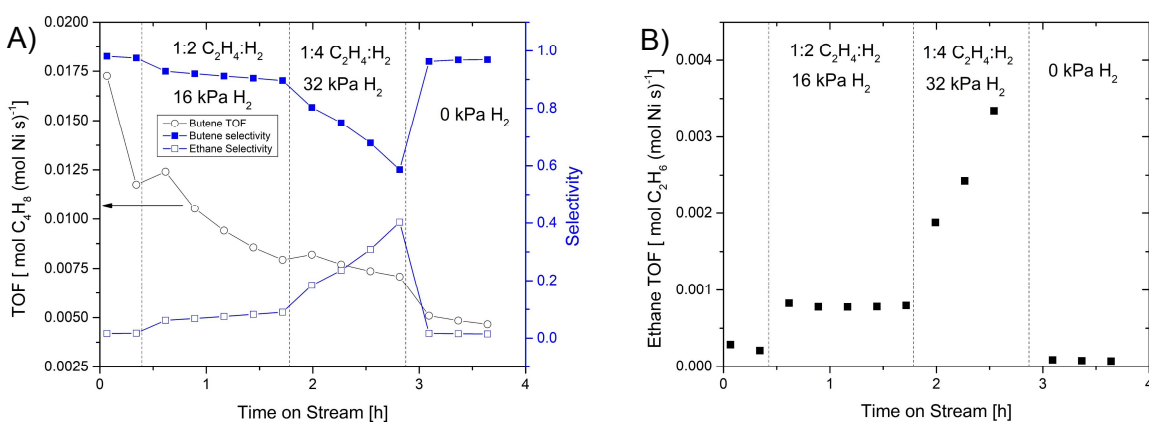 A)
0.0200
0.0175
0.0150
0.0125
0.0100
0.0075
0.0050
0.0025
TOF [ mol C₄H₈ (mol Ni s)⁻¹]
1:2 C₂H₄:H₂
16 kPa H₂
1:4 C₂H₄:H₂
32 kPa H₂
0 kPa H₂
Butene TOF
Butene selectivity
Ethane Selectivity
1.0
0.8
0.6
0.4
0.2
0.0
Selectivity
0 1 2 3 4
Time on Stream [h]
B)
0.004
0.003
0.002
0.001
0.000
Ethane TOF [ mol C₂H₆ (mol Ni s)⁻¹
1:2 C₂H₄:H₂
16 kPa H₂
1:4 C₂H₄:H₂
32 kPa H₂
0 kPa H₂
0 1 2 3 4
Time on Stream [h]